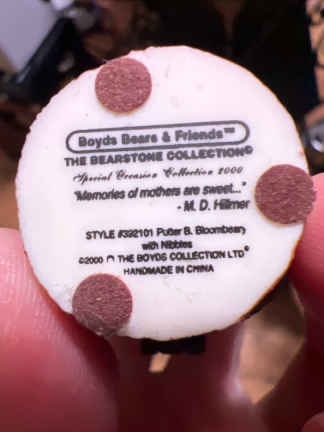 Boyds Bears & Friends™
THE BEARSTONE COLLECTION©
Special Occasion Collection 2000
"Memories of mothers are sweet..."
- M. D. Hillmer
STYLE #392101 Putter B. Bloombeary
with Nibbles
©2000 THE BOYDS COLLECTION LTD®
HANDMADE IN CHINA